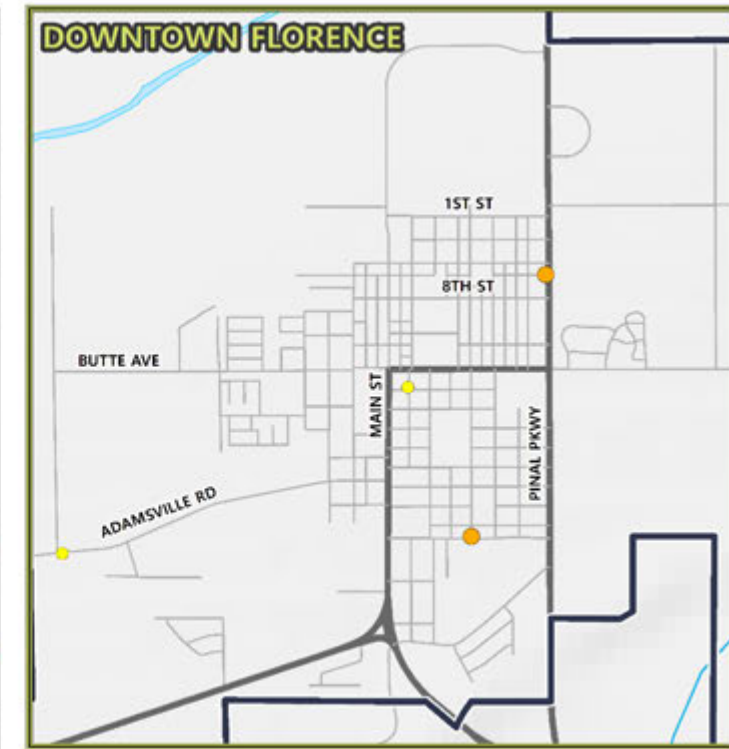 DOWNTOWN FLORENCE
1ST ST
8TH ST
BUTTE AVE
MAIN ST
PINAL PKWY
ADAMSVILLE RD